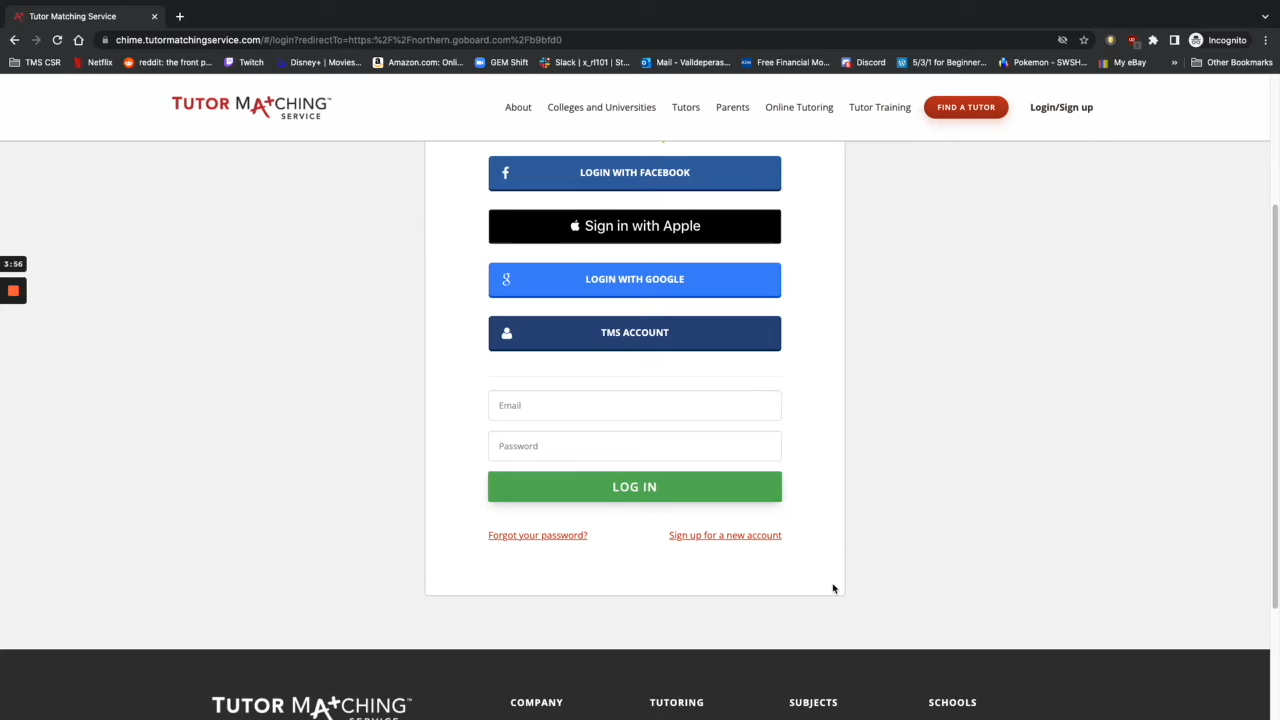 Tutor Matching Service
chime.tutormatchingservice.com/#/login?redirectTo=https:%2F%2Fnorthern.goboard.com%2Fb9bfd0
Incognito
TMS CSR
Netflix
reddit: the front p...
Twitch
Disney+ | Movies...
Amazon.com: Onli...
GEM Shift
Slack | x_rl101 | St...
Mail - Valldeperas...
Free Financial Mo...
Discord
5/3/1 for Beginner...
Pokemon - SWSH...
My eBay
»
Other Bookmarks
TUTOR MATCHING™
SERVICE
About
Colleges and Universities
Tutors
Parents
Online Tutoring
Tutor Training
FIND A TUTOR
Login/Sign up
LOGIN WITH FACEBOOK
Sign in with Apple
LOGIN WITH GOOGLE
TMS ACCOUNT
3:56
Email
Password
LOG IN
Forgot your password?
Sign up for a new account
TUTOR MATCHING™
SERVICE
COMPANY
TUTORING
SUBJECTS
SCHOOLS